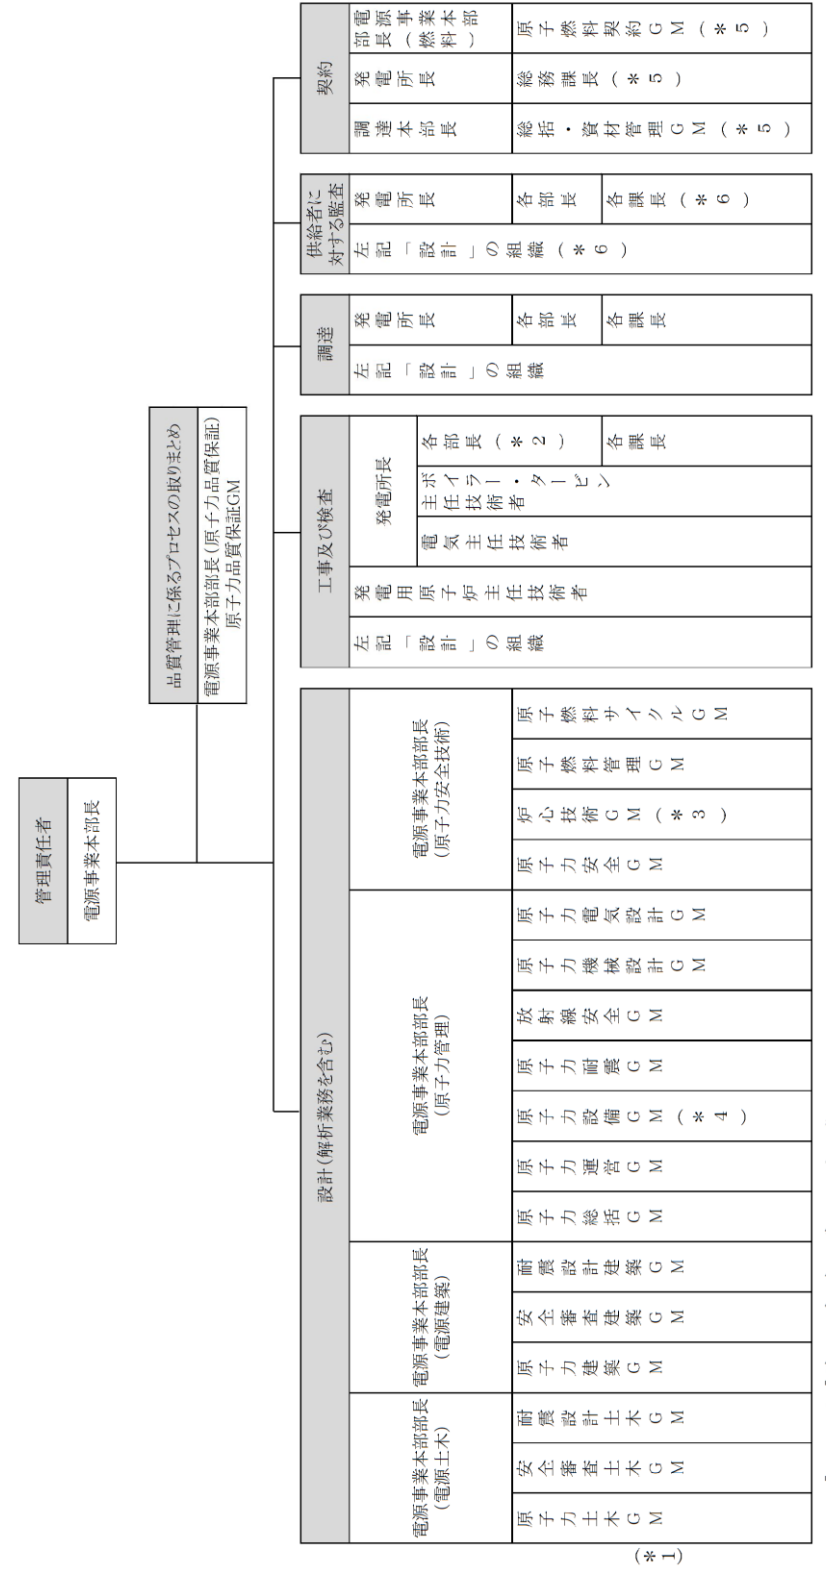 管理責任者
電源事業本部長
品質管理に係るプロセスの取りまとめ
電源事業本部部長(原子力品質保証)
原子力品質保証GM
設計(解析業務を含む)
電源事業本部部長
(電源土木)
原子力土木GM
安全審査土木GM
耐震設計土木GM
電源事業本部部長
(電源建築)
原子力建築GM
安全審査建築GM
耐震設計建築GM
電源事業本部部長
(原子力管理)
原子力総括GM
原子力運営GM
原子力設備GM(*4)
原子力耐震GM
放射線安全GM
原子力機械設計GM
原子力電気設計GM
電源事業本部部長
(原子力安全技術)
原子力安全GM
炉心技術GM(*3)
原子燃料管理GM
原子燃料サイクルGM
(*1)
工事及び検査
左記「設計」の組織
発電用原子炉主任技術者
発電所長
電気主任技術者
ボイラー・タービン
主任技術者
各部長(*2)
各課長
調達
左記「設計」の組織
発電所長
各部長
各課長
供給者に
対する監査
左記「設計」の組織(*6)
発電所長
各部長
各課長(*6)
契約
調達本部長
総括・資材管理GM(*5)
発電所長
総務課長(*5)
電源事業本部
部長(燃料)
原子燃料契約GM(*5)